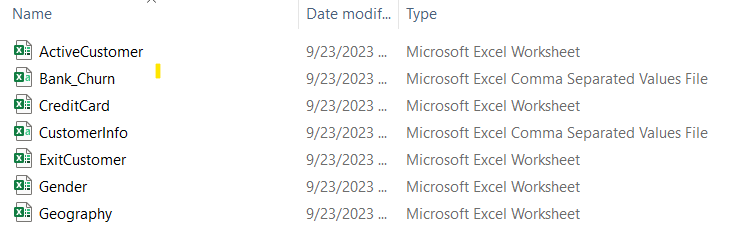 Name Date modif... Type
ActiveCustomer 9/23/2023 ... Microsoft Excel Worksheet
Bank_Churn 9/23/2023 ... Microsoft Excel Comma Separated Values File
CreditCard 9/23/2023 ... Microsoft Excel Worksheet
CustomerInfo 9/23/2023 ... Microsoft Excel Comma Separated Values File
ExitCustomer 9/23/2023 ... Microsoft Excel Worksheet
Gender 9/23/2023 ... Microsoft Excel Worksheet
Geography 9/23/2023 ... Microsoft Excel Worksheet